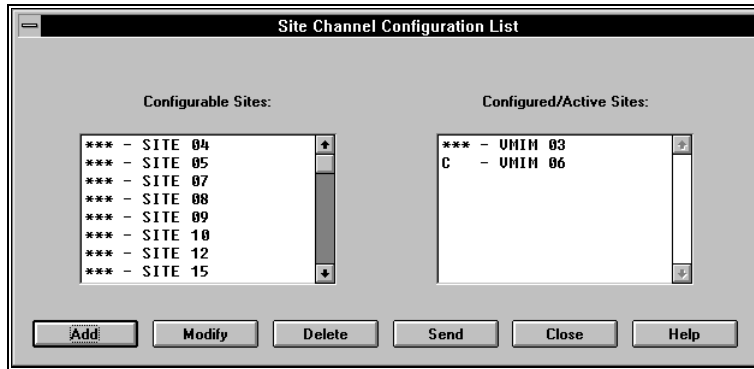 Site Channel Configuration List
Configurable Sites:
*** - SITE 04
*** - SITE 05
*** - SITE 07
*** - SITE 08
*** - SITE 09
*** - SITE 10
*** - SITE 12
*** - SITE 15
Configured/Active Sites:
*** - VMIM 03
C   - VMIM 06
Add Modify Delete Send Close Help